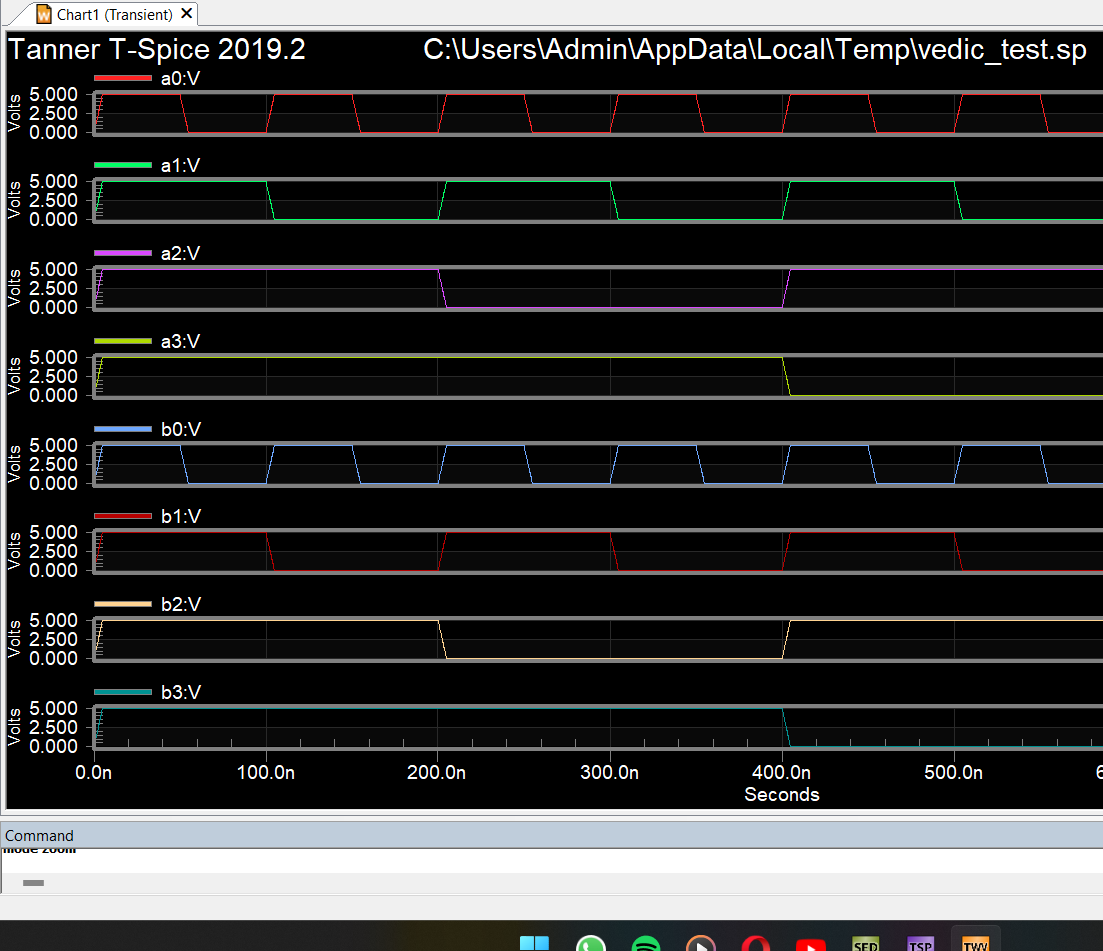 Chart1 (Transient)
Tanner T-Spice 2019.2 C:\Users\Admin\AppData\Local\Temp\vedic_test.sp
a0:V
Volts
5.000
2.500
0.000
a1:V
Volts
5.000
2.500
0.000
a2:V
Volts
5.000
2.500
0.000
a3:V
Volts
5.000
2.500
0.000
b0:V
Volts
5.000
2.500
0.000
b1:V
Volts
5.000
2.500
0.000
b2:V
Volts
5.000
2.500
0.000
b3:V
Volts
5.000
2.500
0.000
0.0n 100.0n 200.0n 300.0n 400.0n 500.0n
Seconds
Command
mode zoom
SED TSP TWV